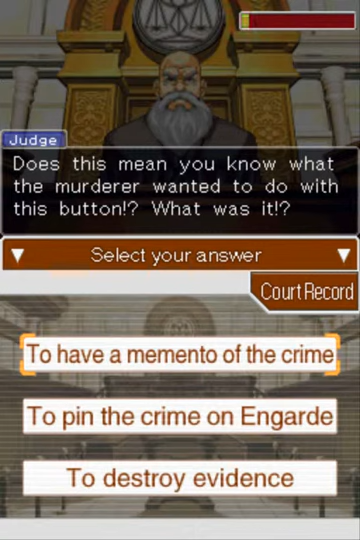 Judge
Does this mean you know what
the murderer wanted to do with
this button!? What was it!?
Select your answer
Court Record
To have a memento of the crime
To pin the crime on Engarde
To destroy evidence